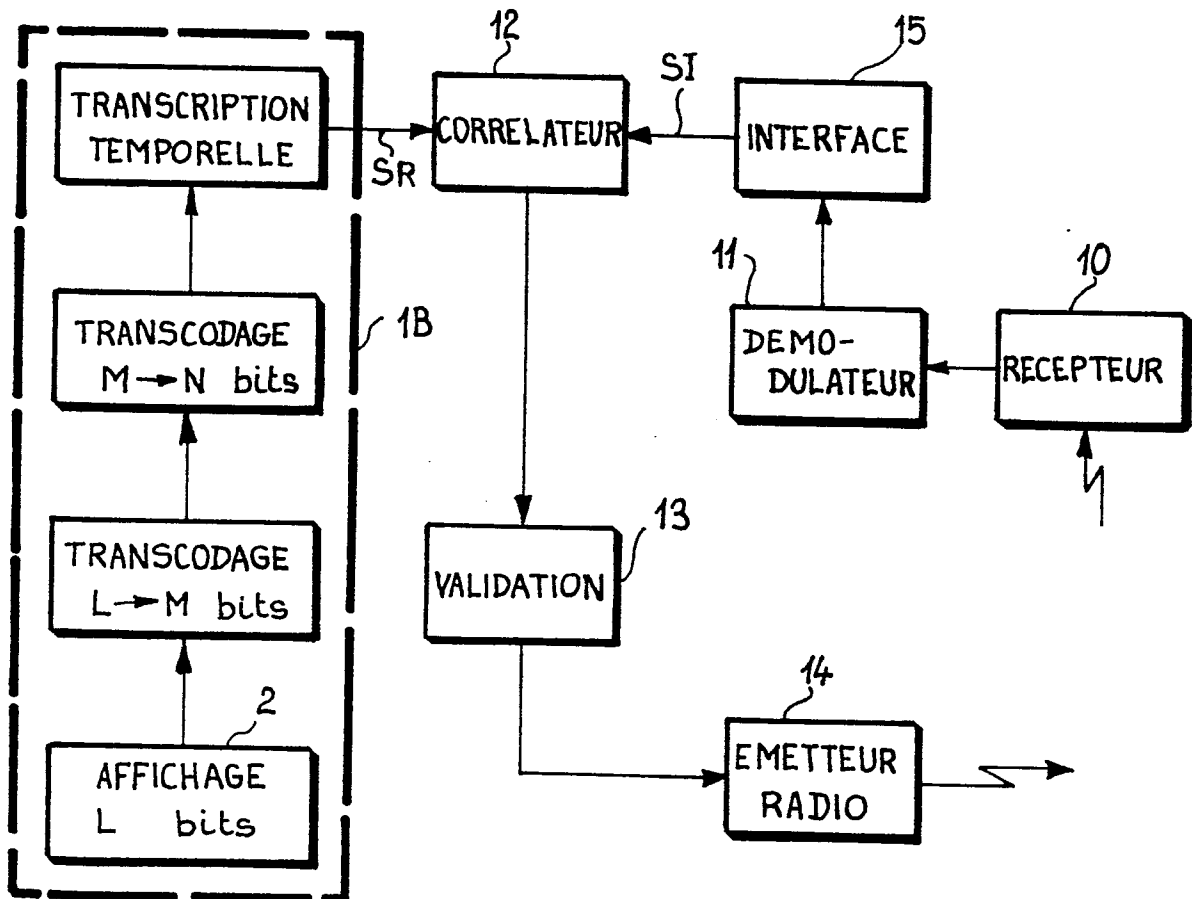 12
15
TRANSCRIPTION
TEMPORELLE
SR
CORRELATEUR
SI
INTERFACE
11
10
TRANSCODAGE
M→N bits
1B
DEMO-
DULATEUR
RECEPTEUR
TRANSCODAGE
L→M bits
13
VALIDATION
2
AFFICHAGE
L bits
14
EMETTEUR
RADIO